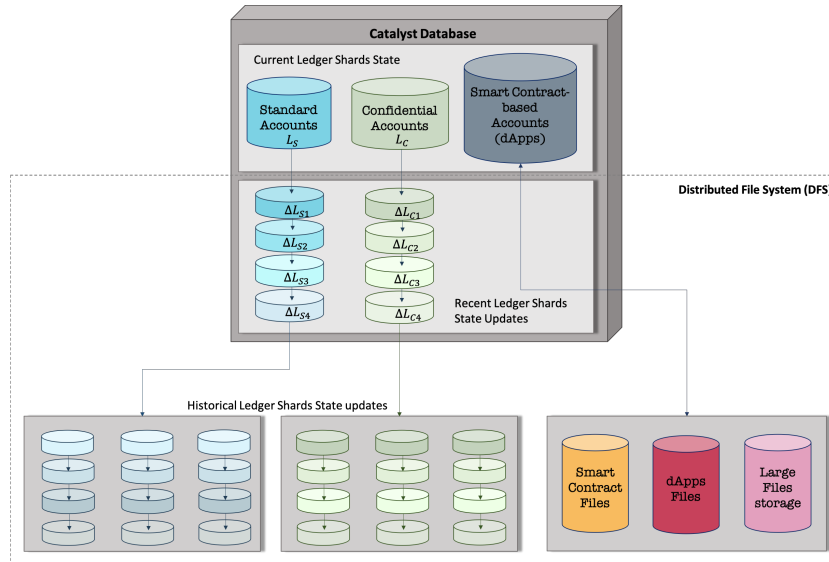 Catalyst Database
Current Ledger Shards State
Standard
Accounts
L_S
Confidential
Accounts
L_C
Smart Contract-
based
Accounts
(dApps)
Distributed File System (DFS)
ΔL_S1
ΔL_S2
ΔL_S3
ΔL_S4
ΔL_C1
ΔL_C2
ΔL_C3
ΔL_C4
Recent Ledger Shards
State Updates
Historical Ledger Shards State updates
Smart
Contract
Files
dApps
Files
Large
Files
storage